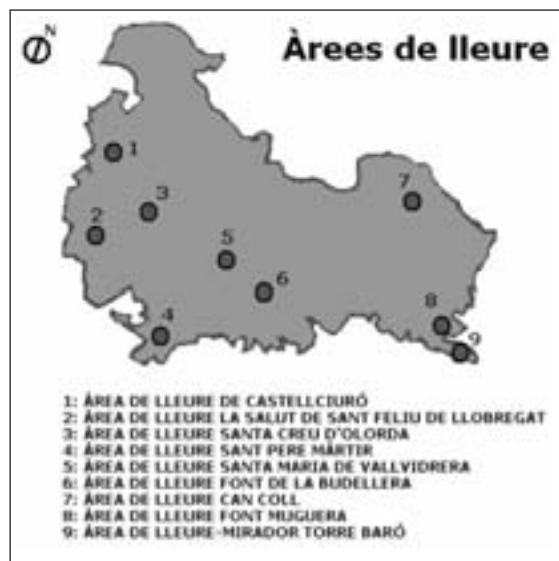 N
Àrees de lleure
1
2
3
4
5
6
7
8
9
1: ÀREA DE LLEURE DE CASTELLCIURÓ
2: ÀREA DE LLEURE LA SALUT DE SANT FELIU DE LLOBREGAT
3: ÀREA DE LLEURE SANTA CREU D'OLORDA
4: ÀREA DE LLEURE SANT PERE MÀRTIR
5: ÀREA DE LLEURE SANTA MARIA DE VALLVIDRERA
6: ÀREA DE LLEURE FONT DE LA BUDELLERA
7: ÀREA DE LLEURE CAN COLL
8: ÀREA DE LLEURE FONT MUGUERA
9: ÀREA DE LLEURE-MIRADOR TORRE BARÓ